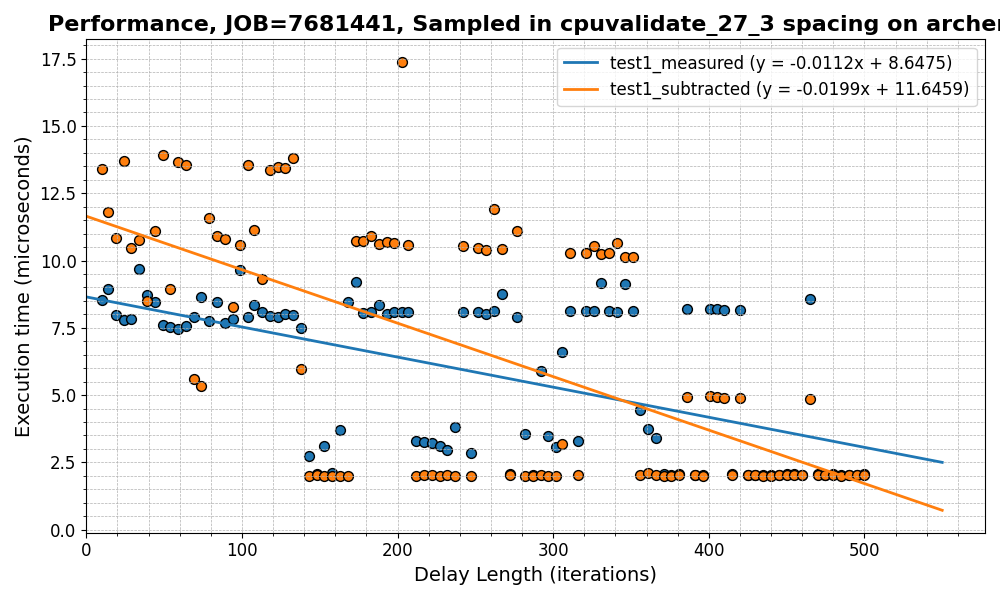 Performance, JOB=7681441, Sampled in cpuvalidate_27_3 spacing on
test1_measured (y = -0.0112x + 8.6475)
test1_subtracted (y = -0.0199x + 11.6459)
Execution time (microseconds)
17.5
15.0
12.5
10.0
7.5
5.0
2.5
0.0
0 100 200 300 400 500
Delay Length (iterations)